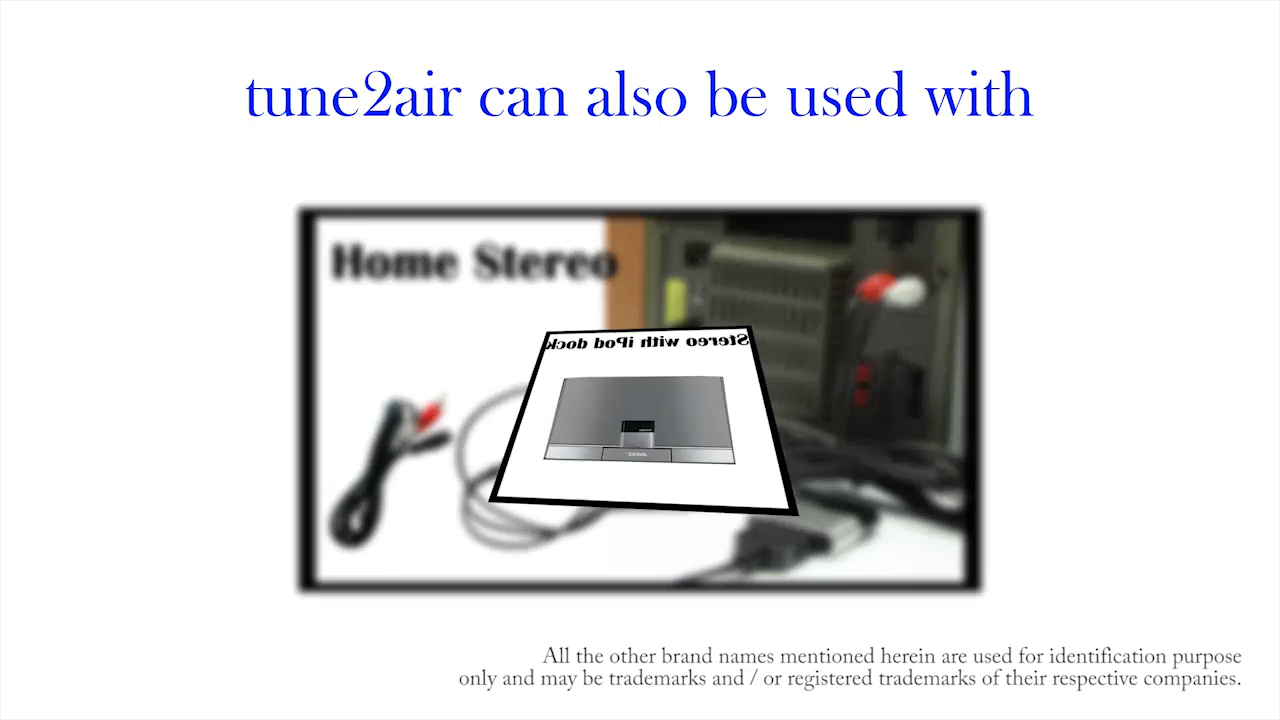 tune2air can also be used with
Home Stereo
Stereo with iPod dock
All the other brand names mentioned herein are used for identification purpose
only and may be trademarks and / or registered trademarks of their respective companies.